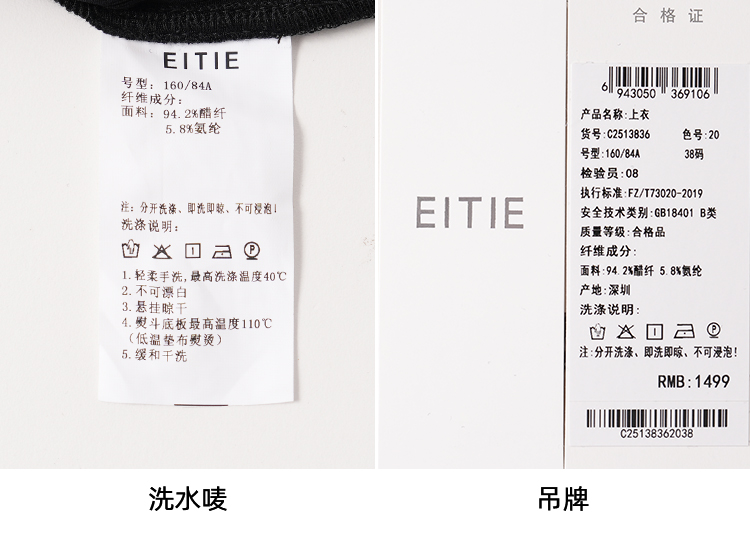 EITIE
号型：160/84A
纤维成分：
面料：94.2%醋纤
5.8%氨纶
注：分开洗涤、即洗即晾、不可浸泡！
洗涤说明：
1.轻柔手洗,最高洗涤温度40℃
2.不可漂白
3.悬挂晾干
4.熨斗底板最高温度110℃
（低温垫布熨烫）
5.缓和干洗
洗水唛
EITIE
合格证
6 943050 369106
产品名称:上衣
货号:C2513836 色号:20
号型:160/84A 38码
检验员:08
执行标准:FZ/T73020-2019
安全技术类别:GB18401 B类
质量等级:合格品
纤维成分:
面料:94.2%醋纤 5.8%氨纶
产地:深圳
洗涤说明:
注:分开洗涤、即洗即晾、不可浸泡！
RMB:1499
C25138362038
吊牌